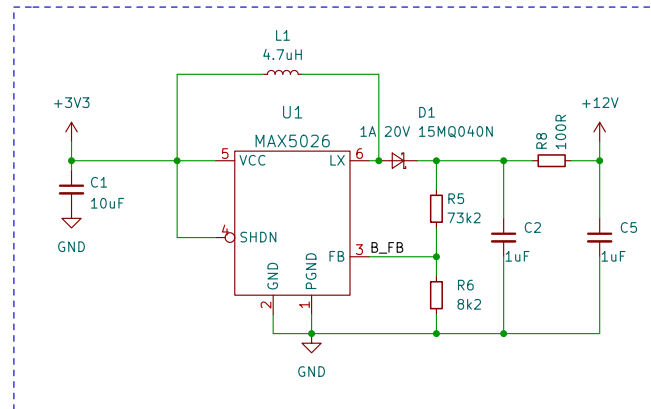 L1
4.7uH
+3V3
U1
D1
+12V
1A 20V 15MQ040N
R8
100R
MAX5026
5
VCC
LX
6
C1
10uF
R5
73k2
4
SHDN
C2
1uF
C5
1uF
GND
FB
3
B_FB
GND
PGND
R6
8k2
2
1
GND